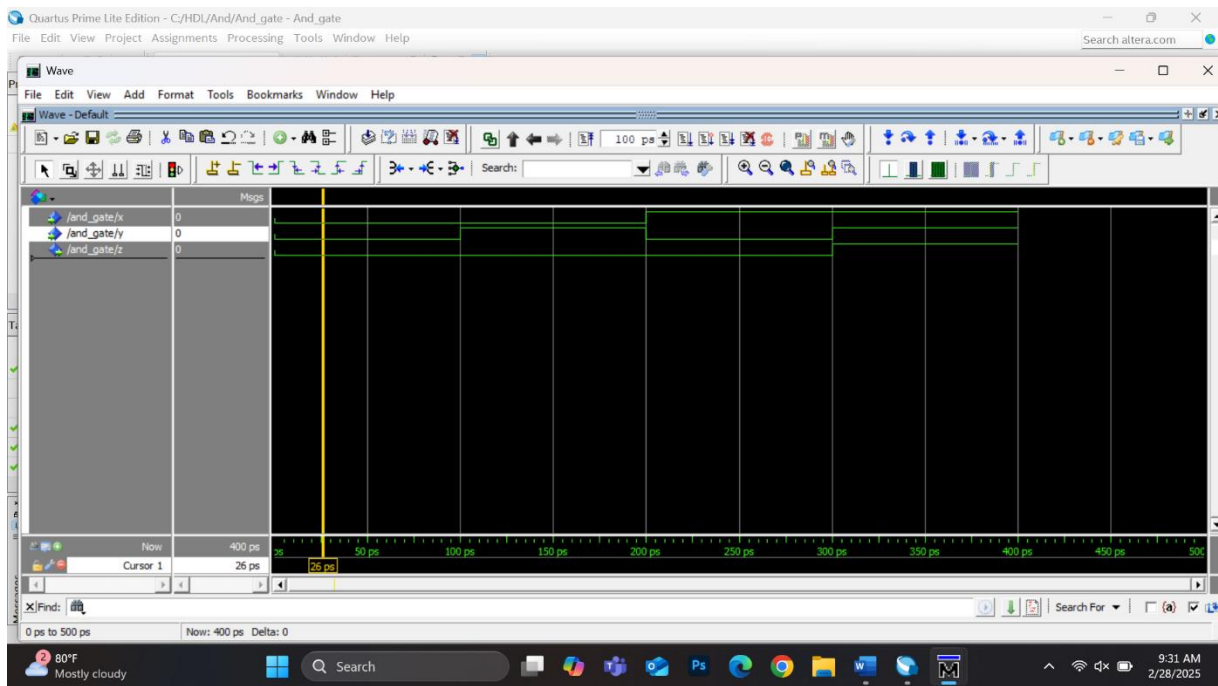 Quartus Prime Lite Edition - C:/HDL/And/And_gate - And_gate
File Edit View Project Assignments Processing Tools Window Help
Search altera.com
Wave
File Edit View Add Format Tools Bookmarks Window Help
Wave - Default
100 ps
Search:
Msgs
/and_gate/x 0
/and_gate/y 0
/and_gate/z 0
Now 400 ps
50 ps 100 ps 150 ps 200 ps 250 ps 300 ps 350 ps 400 ps 450 ps
Cursor 1 26 ps 26 ps
Find: Search For {a}
0 ps to 500 ps Now: 400 ps Delta: 0
2 80°F
Mostly cloudy
Search
Ps
9:31 AM
2/28/2025